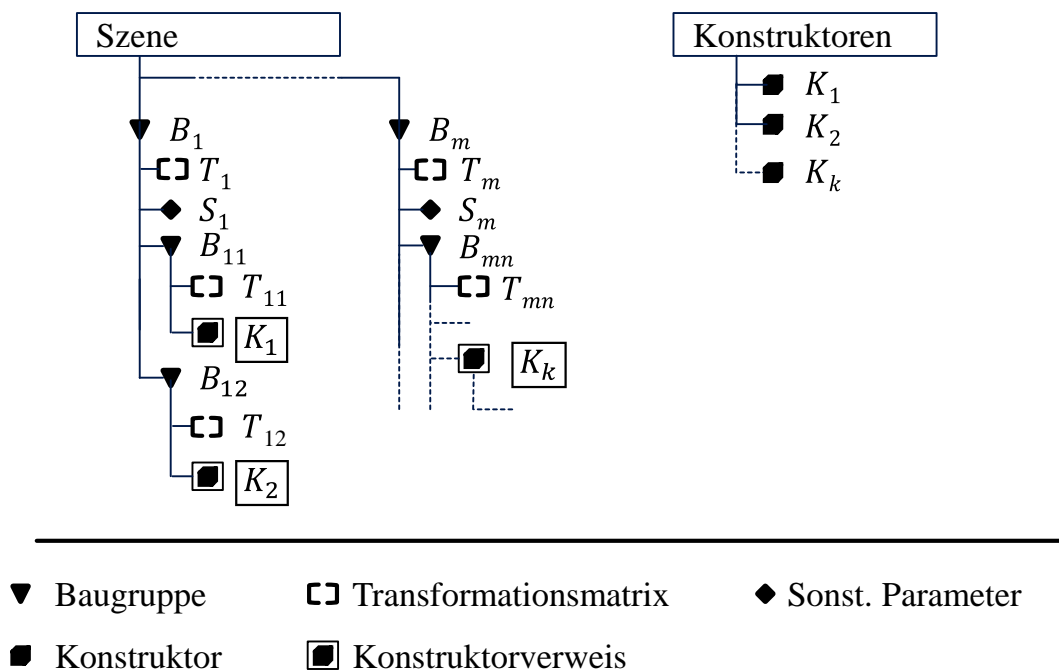 Szene
B₁
T₁
S₁
B₁₁
T₁₁
K₁
B₁₂
T₁₂
K₂
Bₘ
Tₘ
Sₘ
Bₘₙ
Tₘₙ
Kₖ
Konstruktoren
K₁
K₂
Kₖ
Baugruppe
Transformationsmatrix
Sonst. Parameter
Konstruktor
Konstruktorverweis